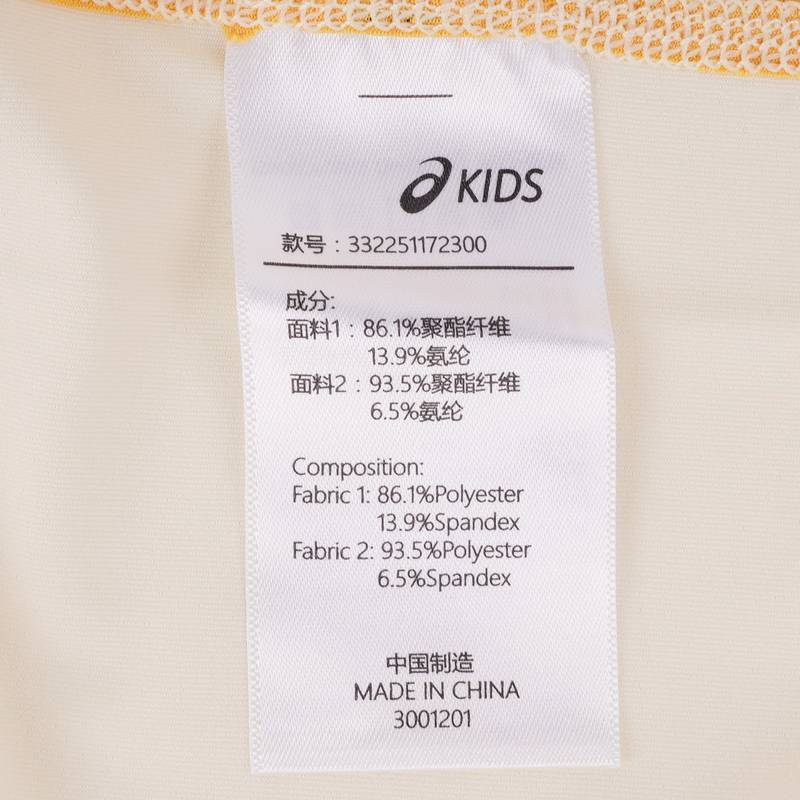 KIDS
款号：332251172300
成分:
面料1：86.1%聚酯纤维
13.9%氨纶
面料2：93.5%聚酯纤维
6.5%氨纶
Composition:
Fabric 1: 86.1%Polyester
13.9%Spandex
Fabric 2: 93.5%Polyester
6.5%Spandex
中国制造
MADE IN CHINA
3001201